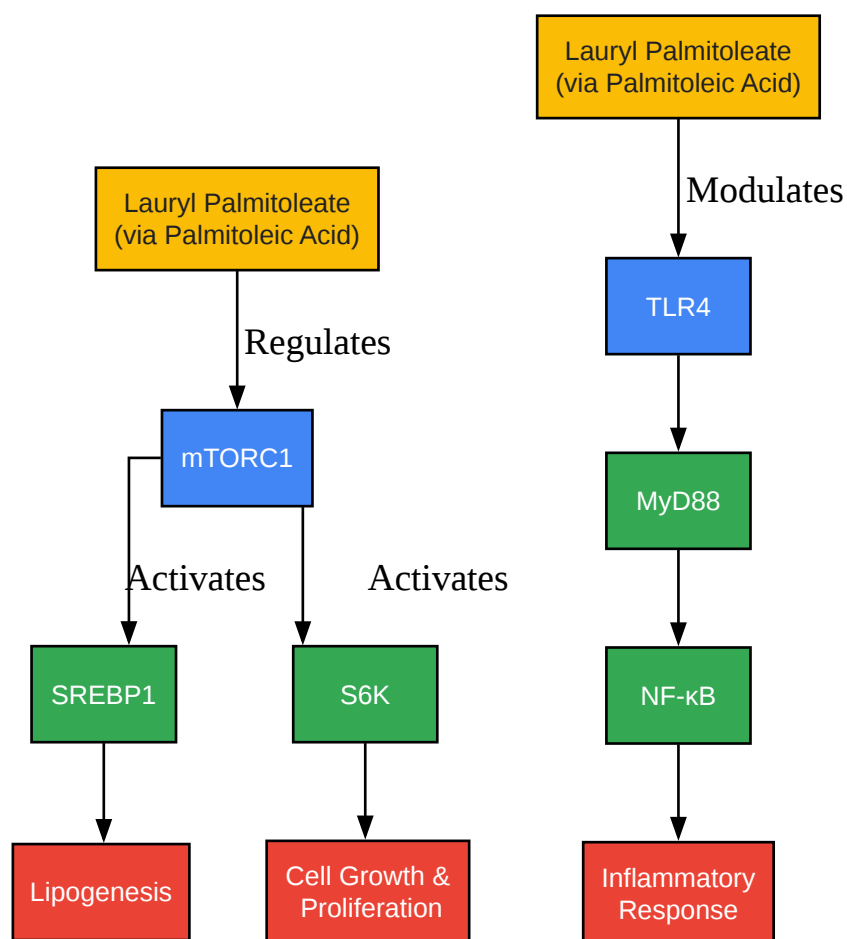 Lauryl Palmitoleate
(via Palmitoleic Acid)
Regulates
mTORC1
Activates
Activates
SREBP1
S6K
Lipogenesis
Cell Growth &
Proliferation
Lauryl Palmitoleate
(via Palmitoleic Acid)
Modulates
TLR4
MyD88
NF-κB
Inflammatory
Response